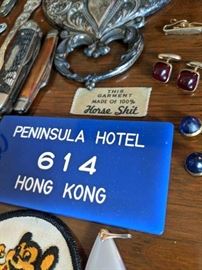 THIS
GARMENT
MADE OF 100%
Horse Shit
PENINSULA HOTEL
614
HONG KONG